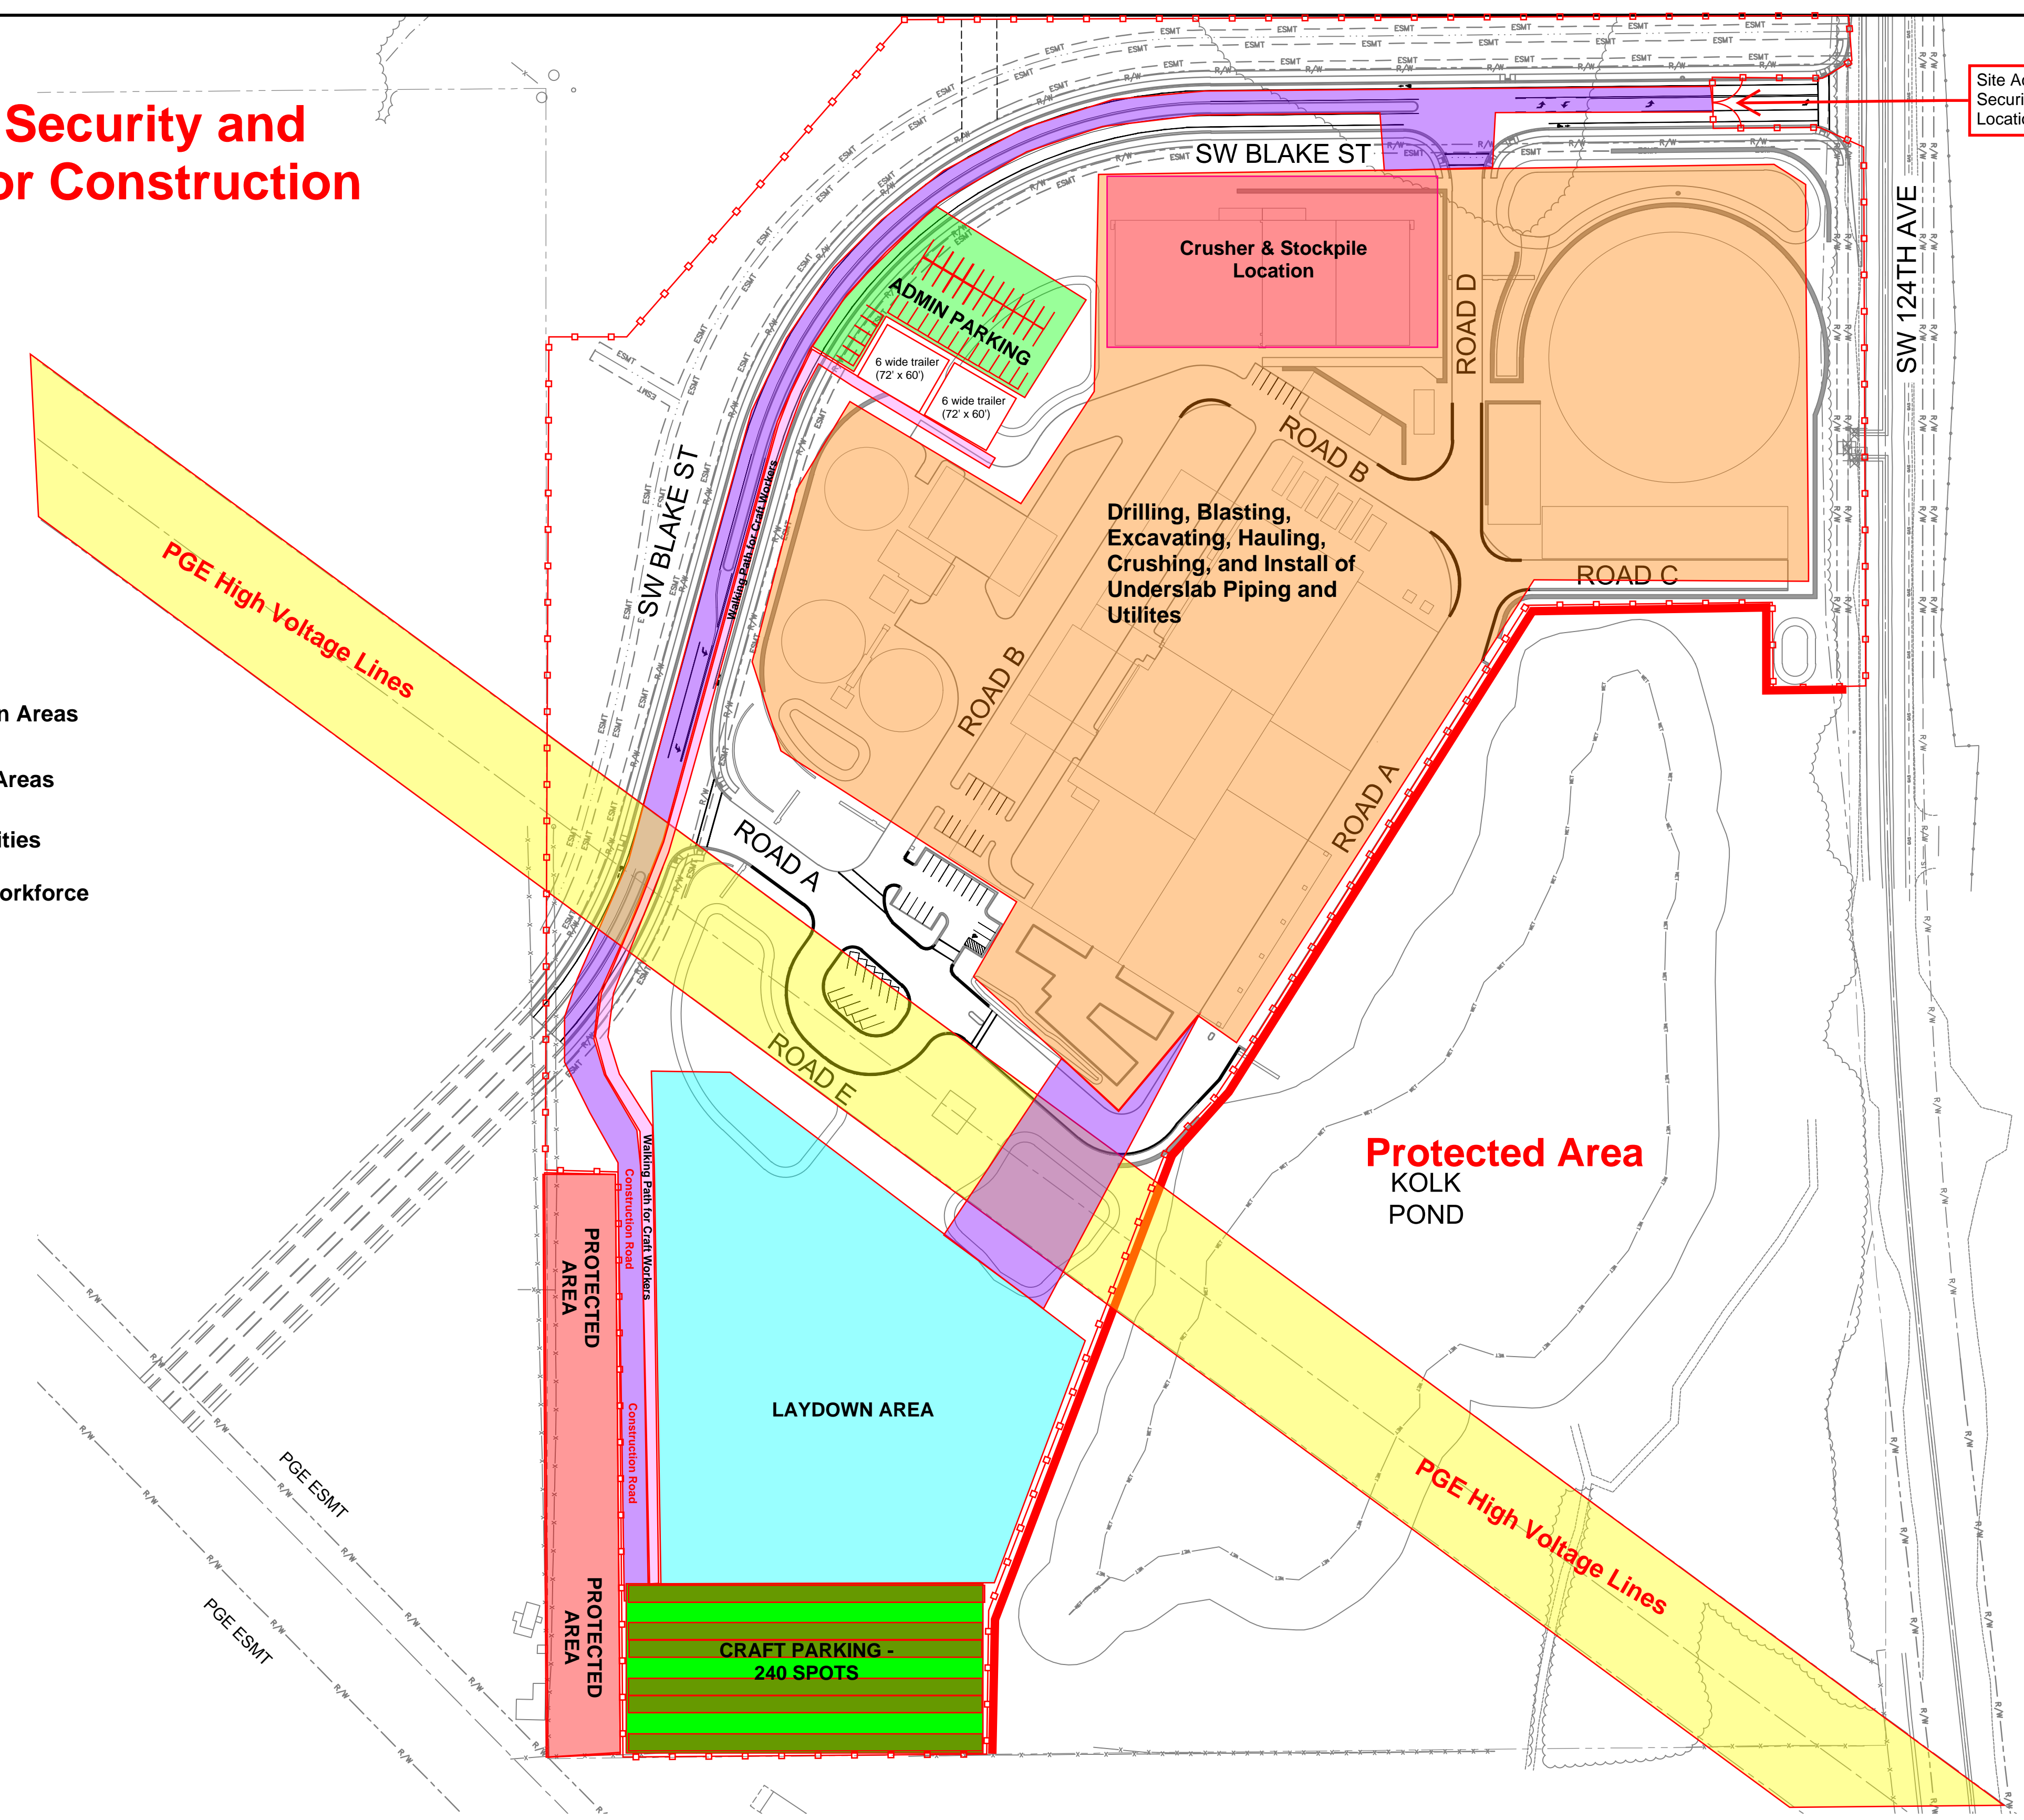 Security and
or Construction
Site Ac
Securi
Locatio
SW BLAKE ST
SW 124TH AVE
Crusher & Stockpile
Location
ROAD D
ADMIN PARKING
6 wide trailer
(72' x 60')
6 wide trailer
(72' x 60')
ROAD B
SW BLAKE ST
Walking Path for Craft Workers
Drilling, Blasting,
Excavating, Hauling,
Crushing, and Install of
Underslab Piping and
Utilites
ROAD C
PGE High Voltage Lines
n Areas
Areas
ities
orkforce
ROAD B
ROAD A
ROAD A
ROAD E
Protected Area
KOLK
POND
Walking Path for Craft Workers
Construction Road
PROTECTED
AREA
LAYDOWN AREA
Construction Road
PGE ESMT
PGE High Voltage Lines
PROTECTED
AREA
PGE ESMT
CRAFT PARKING -
240 SPOTS
ESMT
R/W
WET